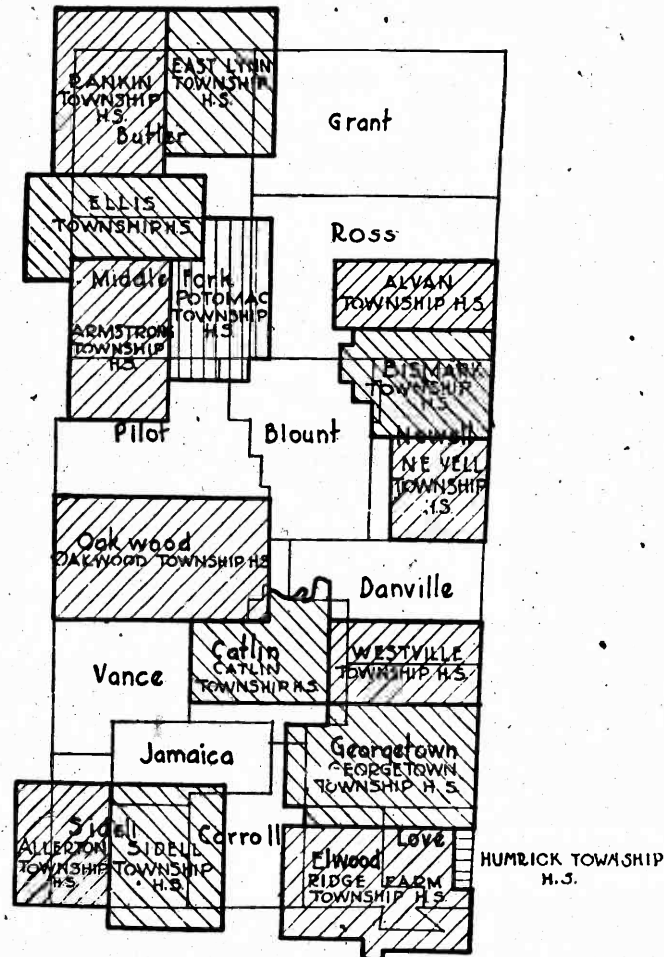 RANKIN
TOWNSHIP
H.S.
EAST LYNN
TOWNSHIP
H.S.
Butler
Grant
ELLIS
TOWNSHIP H.S.
Ross
Middle Fork
POTOMAC
TOWNSHIP
H.S.
ALVAN
TOWNSHIP H.S
ARMSTRONG
TOWNSHIP
H.S.
BISMARK
TOWNSHIP
H.S.
Pilot
Blount
Newell
NEVELL
TOWNSHIP
H.S.
Oakwood
OAKWOOD TOWNSHIP H.S
Danville
Catlin
CATLIN
TOWNSHIP H.S.
WESTVILLE
TOWNSHIP H.S.
Vance
Jamaica
Georgetown
GEORGETOWN
TOWNSHIP H.S.
Sidell
ALLERTON
TOWNSHIP
H.S.
SIDELL
TOWNSHIP
H.S.
Carroll
Elwood
Love
RIDGE FARM
TOWNSHIP H.S.
HUMRICK TOWNSHIP
H.S.